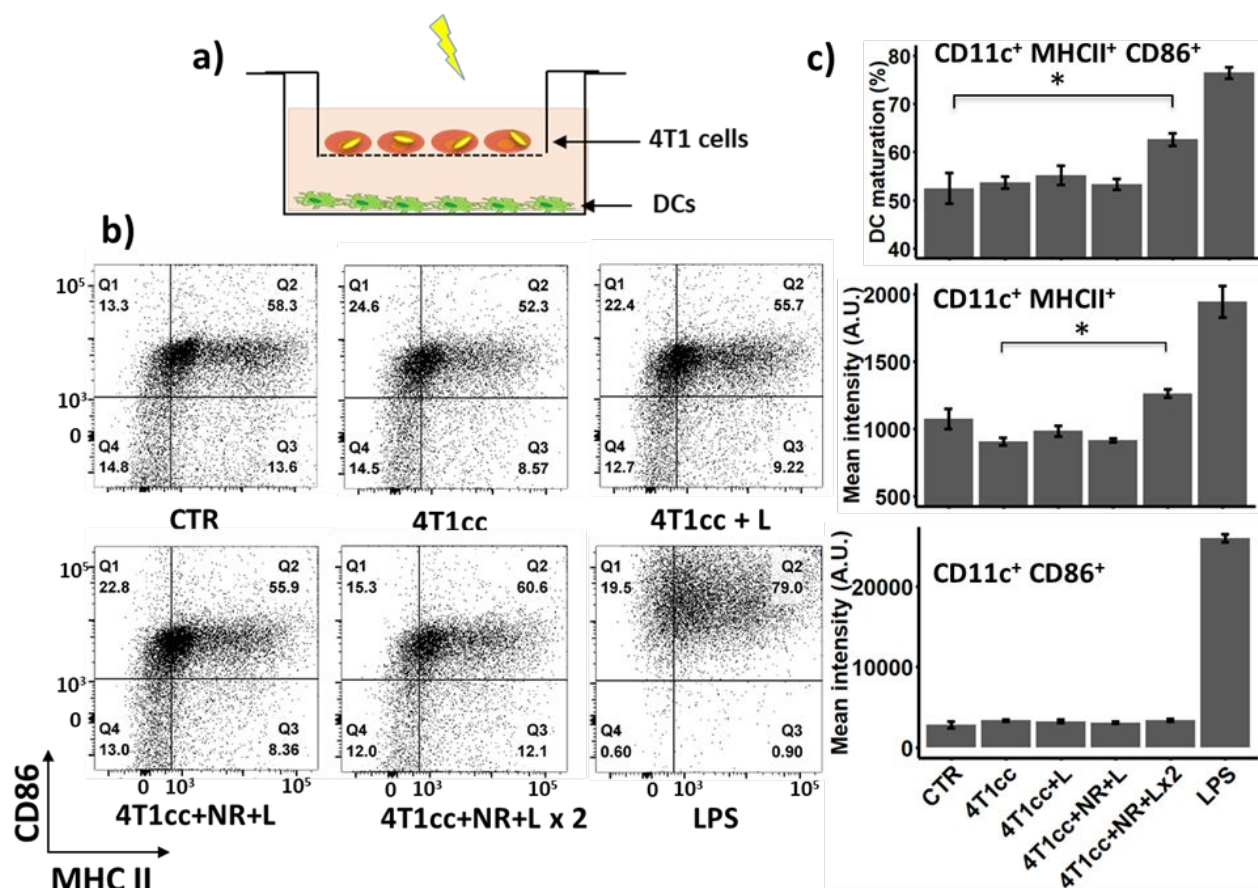 a)
4T1 cells
DCs
b)
10⁵
10³
0
Q1
13.3
Q2
58.3
Q4
14.8
Q3
13.6
CTR
Q1
24.6
Q2
52.3
Q4
14.5
Q3
8.57
4T1cc
Q1
22.4
Q2
55.7
Q4
12.7
Q3
9.22
4T1cc + L
10⁵
10³
0
Q1
22.8
Q2
55.9
Q4
13.0
Q3
8.36
0 10³ 10⁵
4T1cc+NR+L
Q1
15.3
Q2
60.6
Q4
12.0
Q3
12.1
0 10³ 10⁵
4T1cc+NR+L x 2
Q1
19.5
Q2
79.0
Q4
0.60
Q3
0.90
0 10³ 10⁵
LPS
CD86
MHC II
c)
CD11c⁺ MHCII⁺ CD86⁺
*
DC maturation (%)
80
70
60
50
40
CD11c⁺ MHCII⁺
*
Mean intensity (A.U.)
2000
1500
1000
500
CD11c⁺ CD86⁺
Mean intensity (A.U.)
20000
10000
0
CTR
4T1cc
4T1cc+L
4T1cc+NR+L
4T1cc+NR+Lx2
LPS